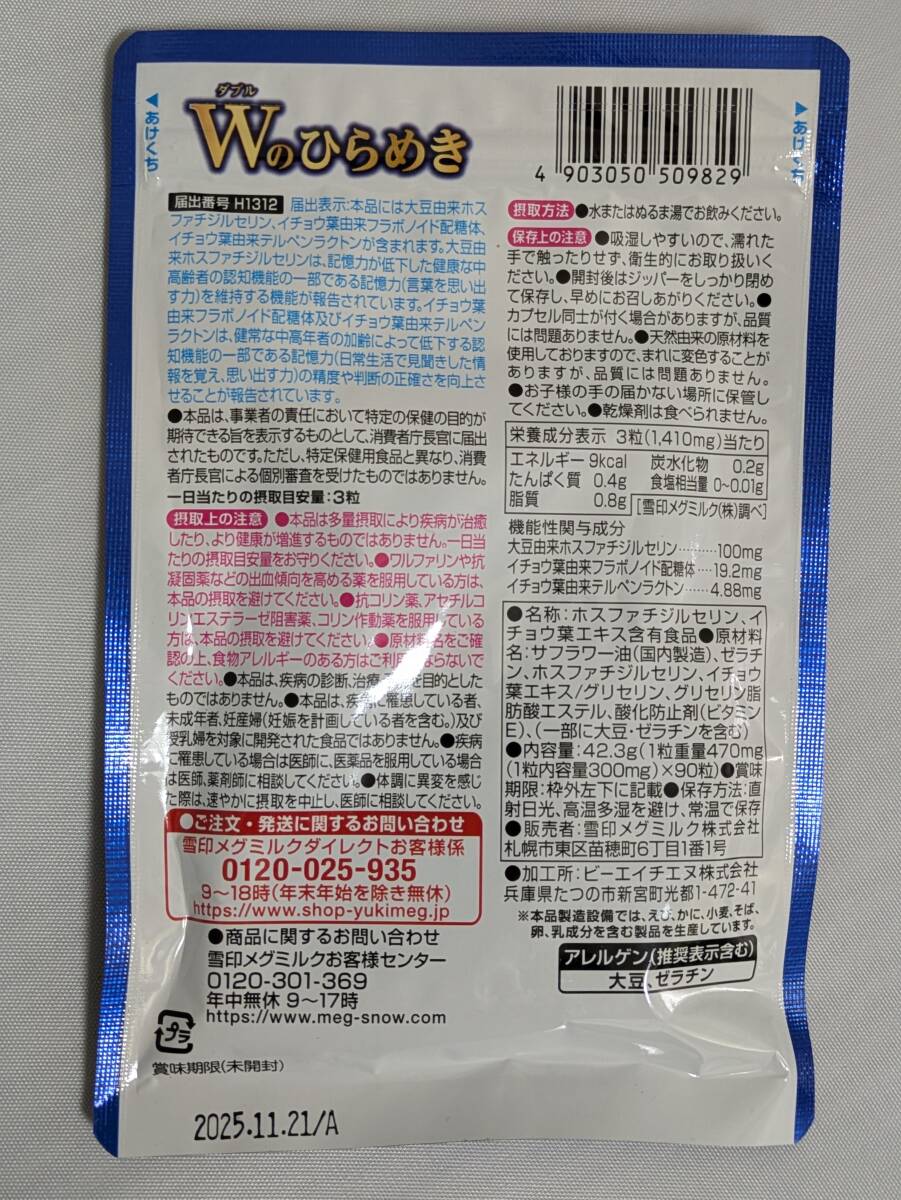 ◀あけくち
ダブル
Wのひらめき
4 903050 509829
▶あけくち
届出番号 H1312 届出表示:本品には大豆由来ホス
ファチジルセリン、イチョウ葉由来フラボノイド配糖体、
イチョウ葉由来テルペンラクトンが含まれます。大豆由
来ホスファチジルセリンは、記憶力が低下した健康な中
高齢者の認知機能の一部である記憶力(言葉を思い出
す力)を維持する機能が報告されています。イチョウ葉
由来フラボノイド配糖体及びイチョウ葉由来テルペン
ラクトンは、健常な中高年者の加齢によって低下する認
知機能の一部である記憶力(日常生活で見聞きした情
報を覚え、思い出す力)の精度や判断の正確さを向上さ
せることが報告されています。
●本品は、事業者の責任において特定の保健の目的が
期待できる旨を表示するものとして、消費者庁長官に届出
されたものです。ただし、特定保健用食品と異なり、消費
者庁長官による個別審査を受けたものではありません。
一日当たりの摂取目安量:3粒
摂取上の注意 ●本品は多量摂取により疾病が治癒
したり、より健康が増進するものではありません。一日当
たりの摂取目安量をお守りください。●ワルファリンや抗
凝固薬などの出血傾向を高める薬を服用している方は、
本品の摂取を避けてください。●抗コリン薬、アセチルコ
リンエステラーゼ阻害薬、コリン作動薬を服用している
方は、本品の摂取を避けてください。●原材料名をご確
認の上、食物アレルギーのある方はご利用にならないで
ください。●本品は、疾病の診断、治療、予防を目的とした
ものではありません。●本品は、疾病に罹患している者、
未成年者、妊産婦(妊娠を計画している者を含む。)及び
授乳婦を対象に開発された食品ではありません。●疾病
に罹患している場合は医師に、医薬品を服用している場合
は医師、薬剤師に相談してください。●体調に異変を感じ
た際は、速やかに摂取を中止し、医師に相談してください。
●ご注文・発送に関するお問い合わせ
雪印メグミルクダイレクトお客様係
0120-025-935
9〜18時(年末年始を除き無休)
https://www.shop-yukimeg.jp
●商品に関するお問い合わせ
雪印メグミルクお客様センター
0120-301-369
年中無休 9〜17時
https://www.meg-snow.com
プラ
賞味期限(未開封)
2025.11.21/A
摂取方法 ●水またはぬるま湯でお飲みください。
保存上の注意 ●吸湿しやすいので、濡れた
手で触ったりせず、衛生的にお取り扱いく
ださい。●開封後はジッパーをしっかり閉め
て保存し、早めにお召しあがりください。●
カプセル同士が付く場合がありますが、品質
には問題ありません。●天然由来の原材料を
使用しておりますので、まれに変色することが
ありますが、品質には問題ありません。
●お子様の手の届かない場所に保管し
てください。●乾燥剤は食べられません。
栄養成分表示 3粒(1,410mg)当たり
エネルギー 9kcal 炭水化物 0.2g
たんぱく質 0.4g 食塩相当量 0〜0.01g
脂質 0.8g [雪印メグミルク(株)調べ]
機能性関与成分
大豆由来ホスファチジルセリン………100mg
イチョウ葉由来フラボノイド配糖体…19.2mg
イチョウ葉由来テルペンラクトン……4.88mg
●名称:ホスファチジルセリン、イ
チョウ葉エキス含有食品●原材料
名:サフラワー油(国内製造)、ゼラチ
ン、ホスファチジルセリン、イチョウ
葉エキス/グリセリン、グリセリン脂
肪酸エステル、酸化防止剤(ビタミン
E)、(一部に大豆・ゼラチンを含む)
●内容量:42.3g(1粒重量470mg
(1粒内容量300mg)×90粒)●賞味
期限:枠外左下に記載●保存方法:直
射日光、高温多湿を避け、常温で保存
●販売者:雪印メグミルク株式会社
札幌市東区苗穂町6丁目1番1号
●加工所:ビーエイチエヌ株式会社
兵庫県たつの市新宮町光都1-472-41
※本品製造設備では、えび、かに、小麦、そば、
卵、乳成分を含む製品を生産しています。
アレルゲン(推奨表示含む)
大豆、ゼラチン